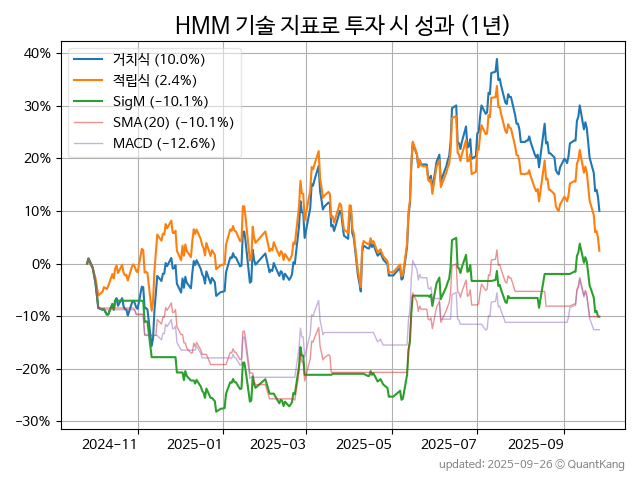 HMM 기술 지표로 투자 시 성과 (1년)
40%
30%
20%
10%
0%
−10%
−20%
−30%
거치식 (10.0%)
적립식 (2.4%)
SigM (−10.1%)
SMA(20) (−10.1%)
MACD (−12.6%)
2024-11 2025-01 2025-03 2025-05 2025-07 2025-09
updated: 2025-09-26 © QuantKang